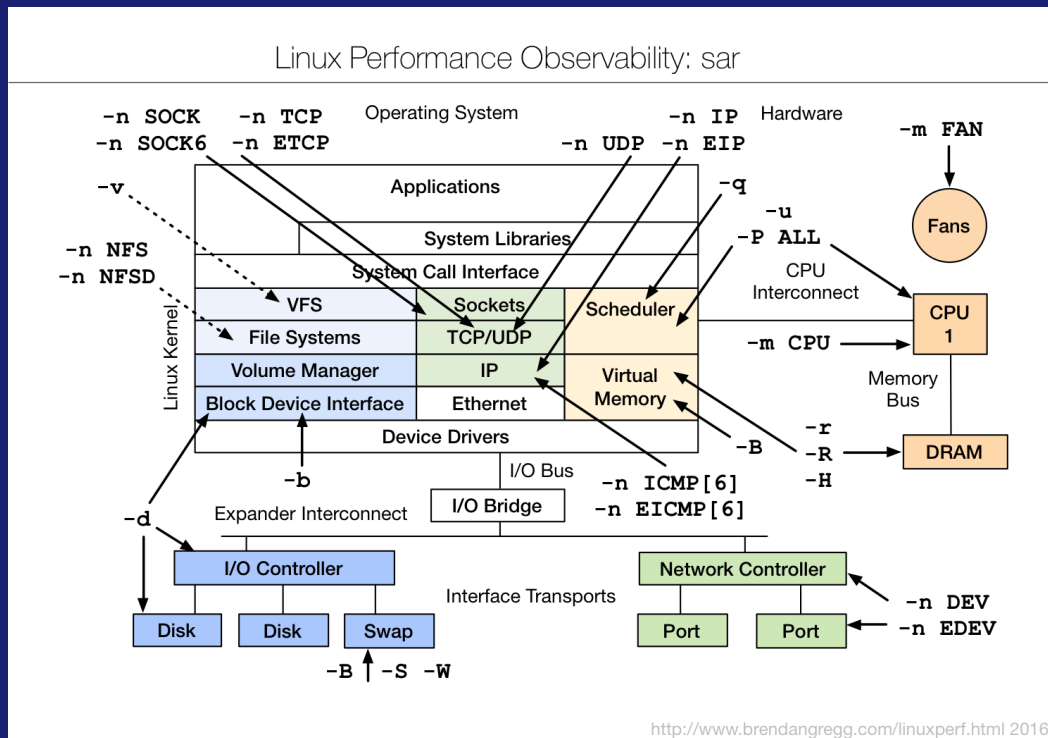 Linux Performance Observability: sar
-n SOCK
-n SOCK6
-n TCP
-n ETCP
Operating System
-n UDP
-n IP
-n EIP
Hardware
-m FAN
-v
Applications
-q
Fans
-n NFS
-n NFSD
System Libraries
-u
-P ALL
System Call Interface
CPU
Interconnect
Linux Kernel
VFS
Sockets
Scheduler
CPU
1
File Systems
TCP/UDP
-m CPU
Volume Manager
IP
Virtual
Memory
Memory
Bus
Block Device Interface
Ethernet
Device Drivers
-B
-r
-R
-H
DRAM
-b
I/O Bus
-n ICMP[6]
-n EICMP[6]
-d
Expander Interconnect
I/O Bridge
I/O Controller
Network Controller
Interface Transports
-n DEV
-n EDEV
Disk
Disk
Swap
Port
Port
-B
-S -W
http://www.brendangregg.com/linuxperf.html 2016